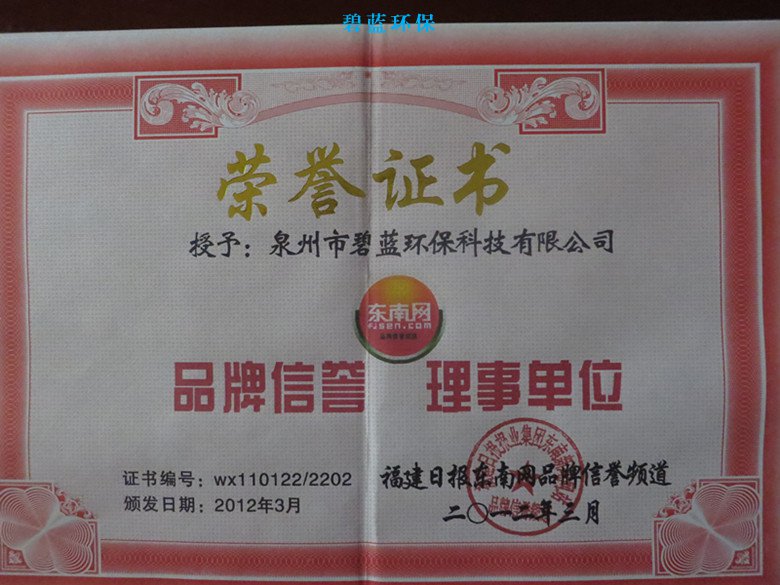 碧蓝环保
荣誉证书
授予：泉州市碧蓝环保科技有限公司
东南网
fjsen.com
品牌信誉 理事单位
证书编号：wx110122/2202
颁发日期：2012年3月
福建日报东南网品牌信誉频道
二〇一二年三月